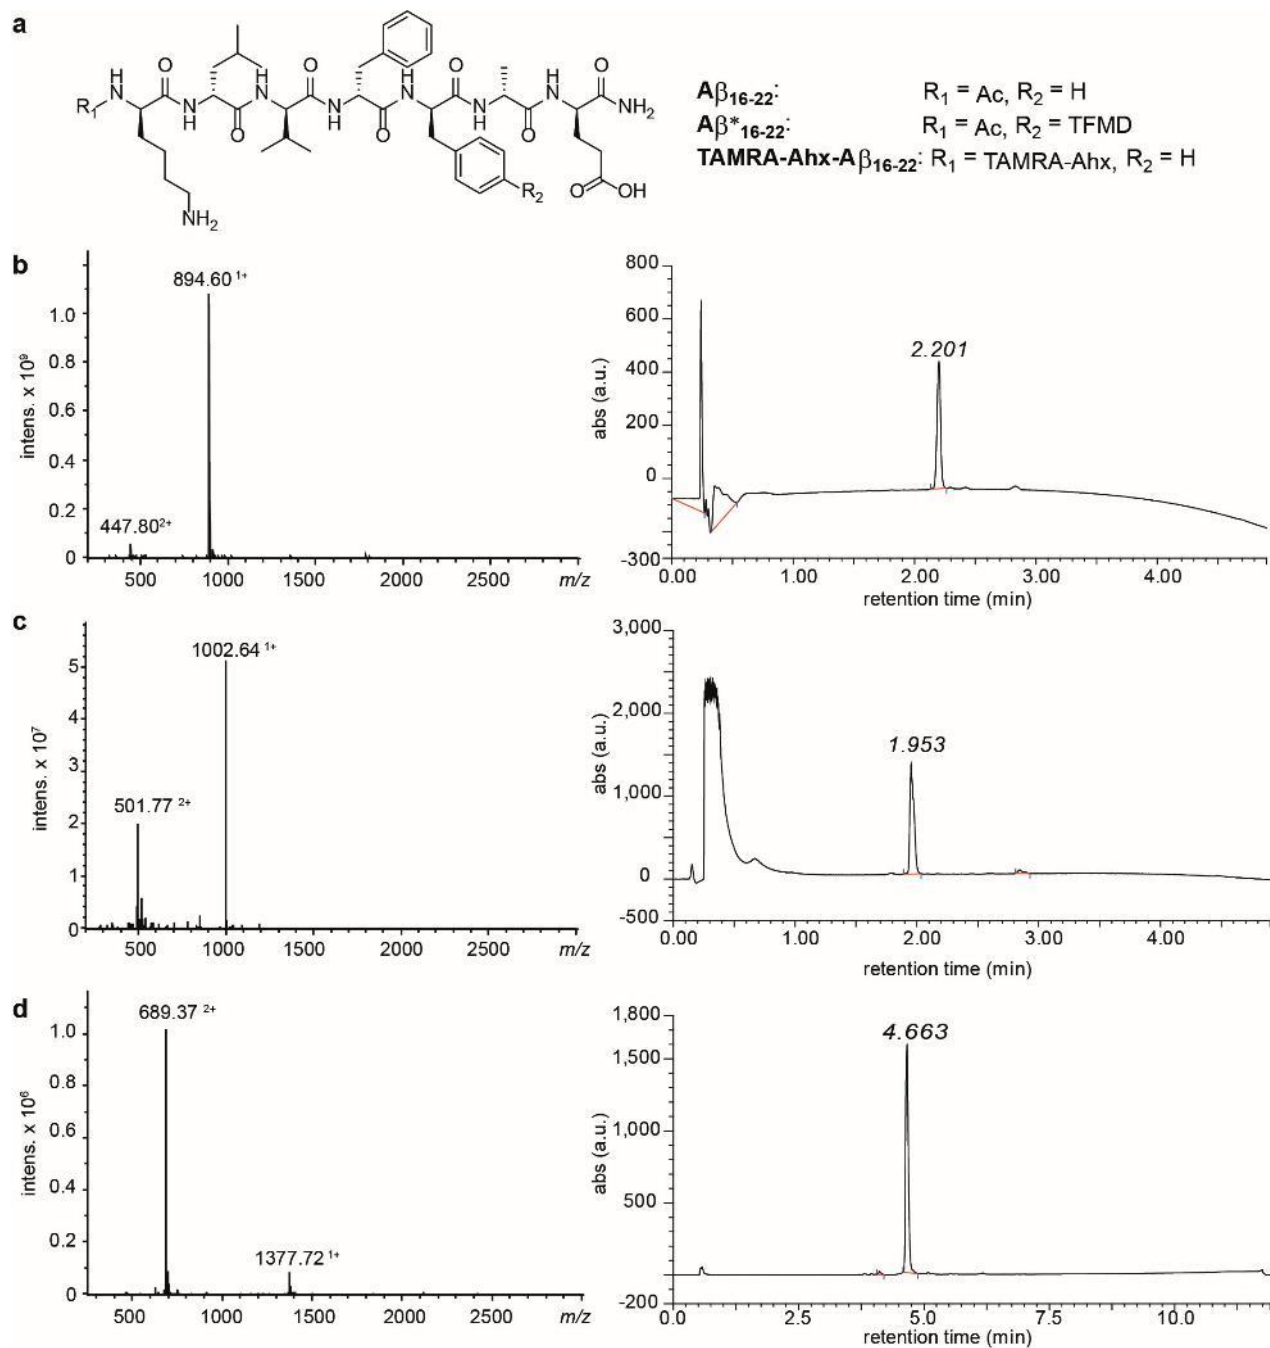 a
H
N
R1
O
H
N
O
H
N
O
H
N
O
H
N
O
H
N
O
H
N
O
NH2
O
OH
R2
NH2
Aβ16-22: R1 = Ac, R2 = H
Aβ*16-22: R1 = Ac, R2 = TFMD
TAMRA-Ahx-Aβ16-22: R1 = TAMRA-Ahx, R2 = H
b
894.60 1+
447.80 2+
intens. x 10^9
1.0
0.8
0.6
0.4
0.2
0
500 1000 1500 2000 2500 m/z
800
600
400
200
0
-300
abs (a.u.)
2.201
0.00 1.00 2.00 3.00 4.00
retention time (min)
c
1002.64 1+
501.77 2+
intens. x 10^7
5
4
3
2
1
0
500 1000 1500 2000 2500 m/z
3,000
2,000
1,000
0
-500
abs (a.u.)
1.953
0.00 1.00 2.00 3.00 4.00
retention time (min)
d
689.37 2+
1377.72 1+
intens. x 10^6
1.0
0.8
0.6
0.4
0.2
0
500 1000 1500 2000 2500 m/z
1,800
1,500
1,000
500
-200
abs (a.u.)
4.663
0.0 2.5 5.0 7.5 10.0
retention time (min)